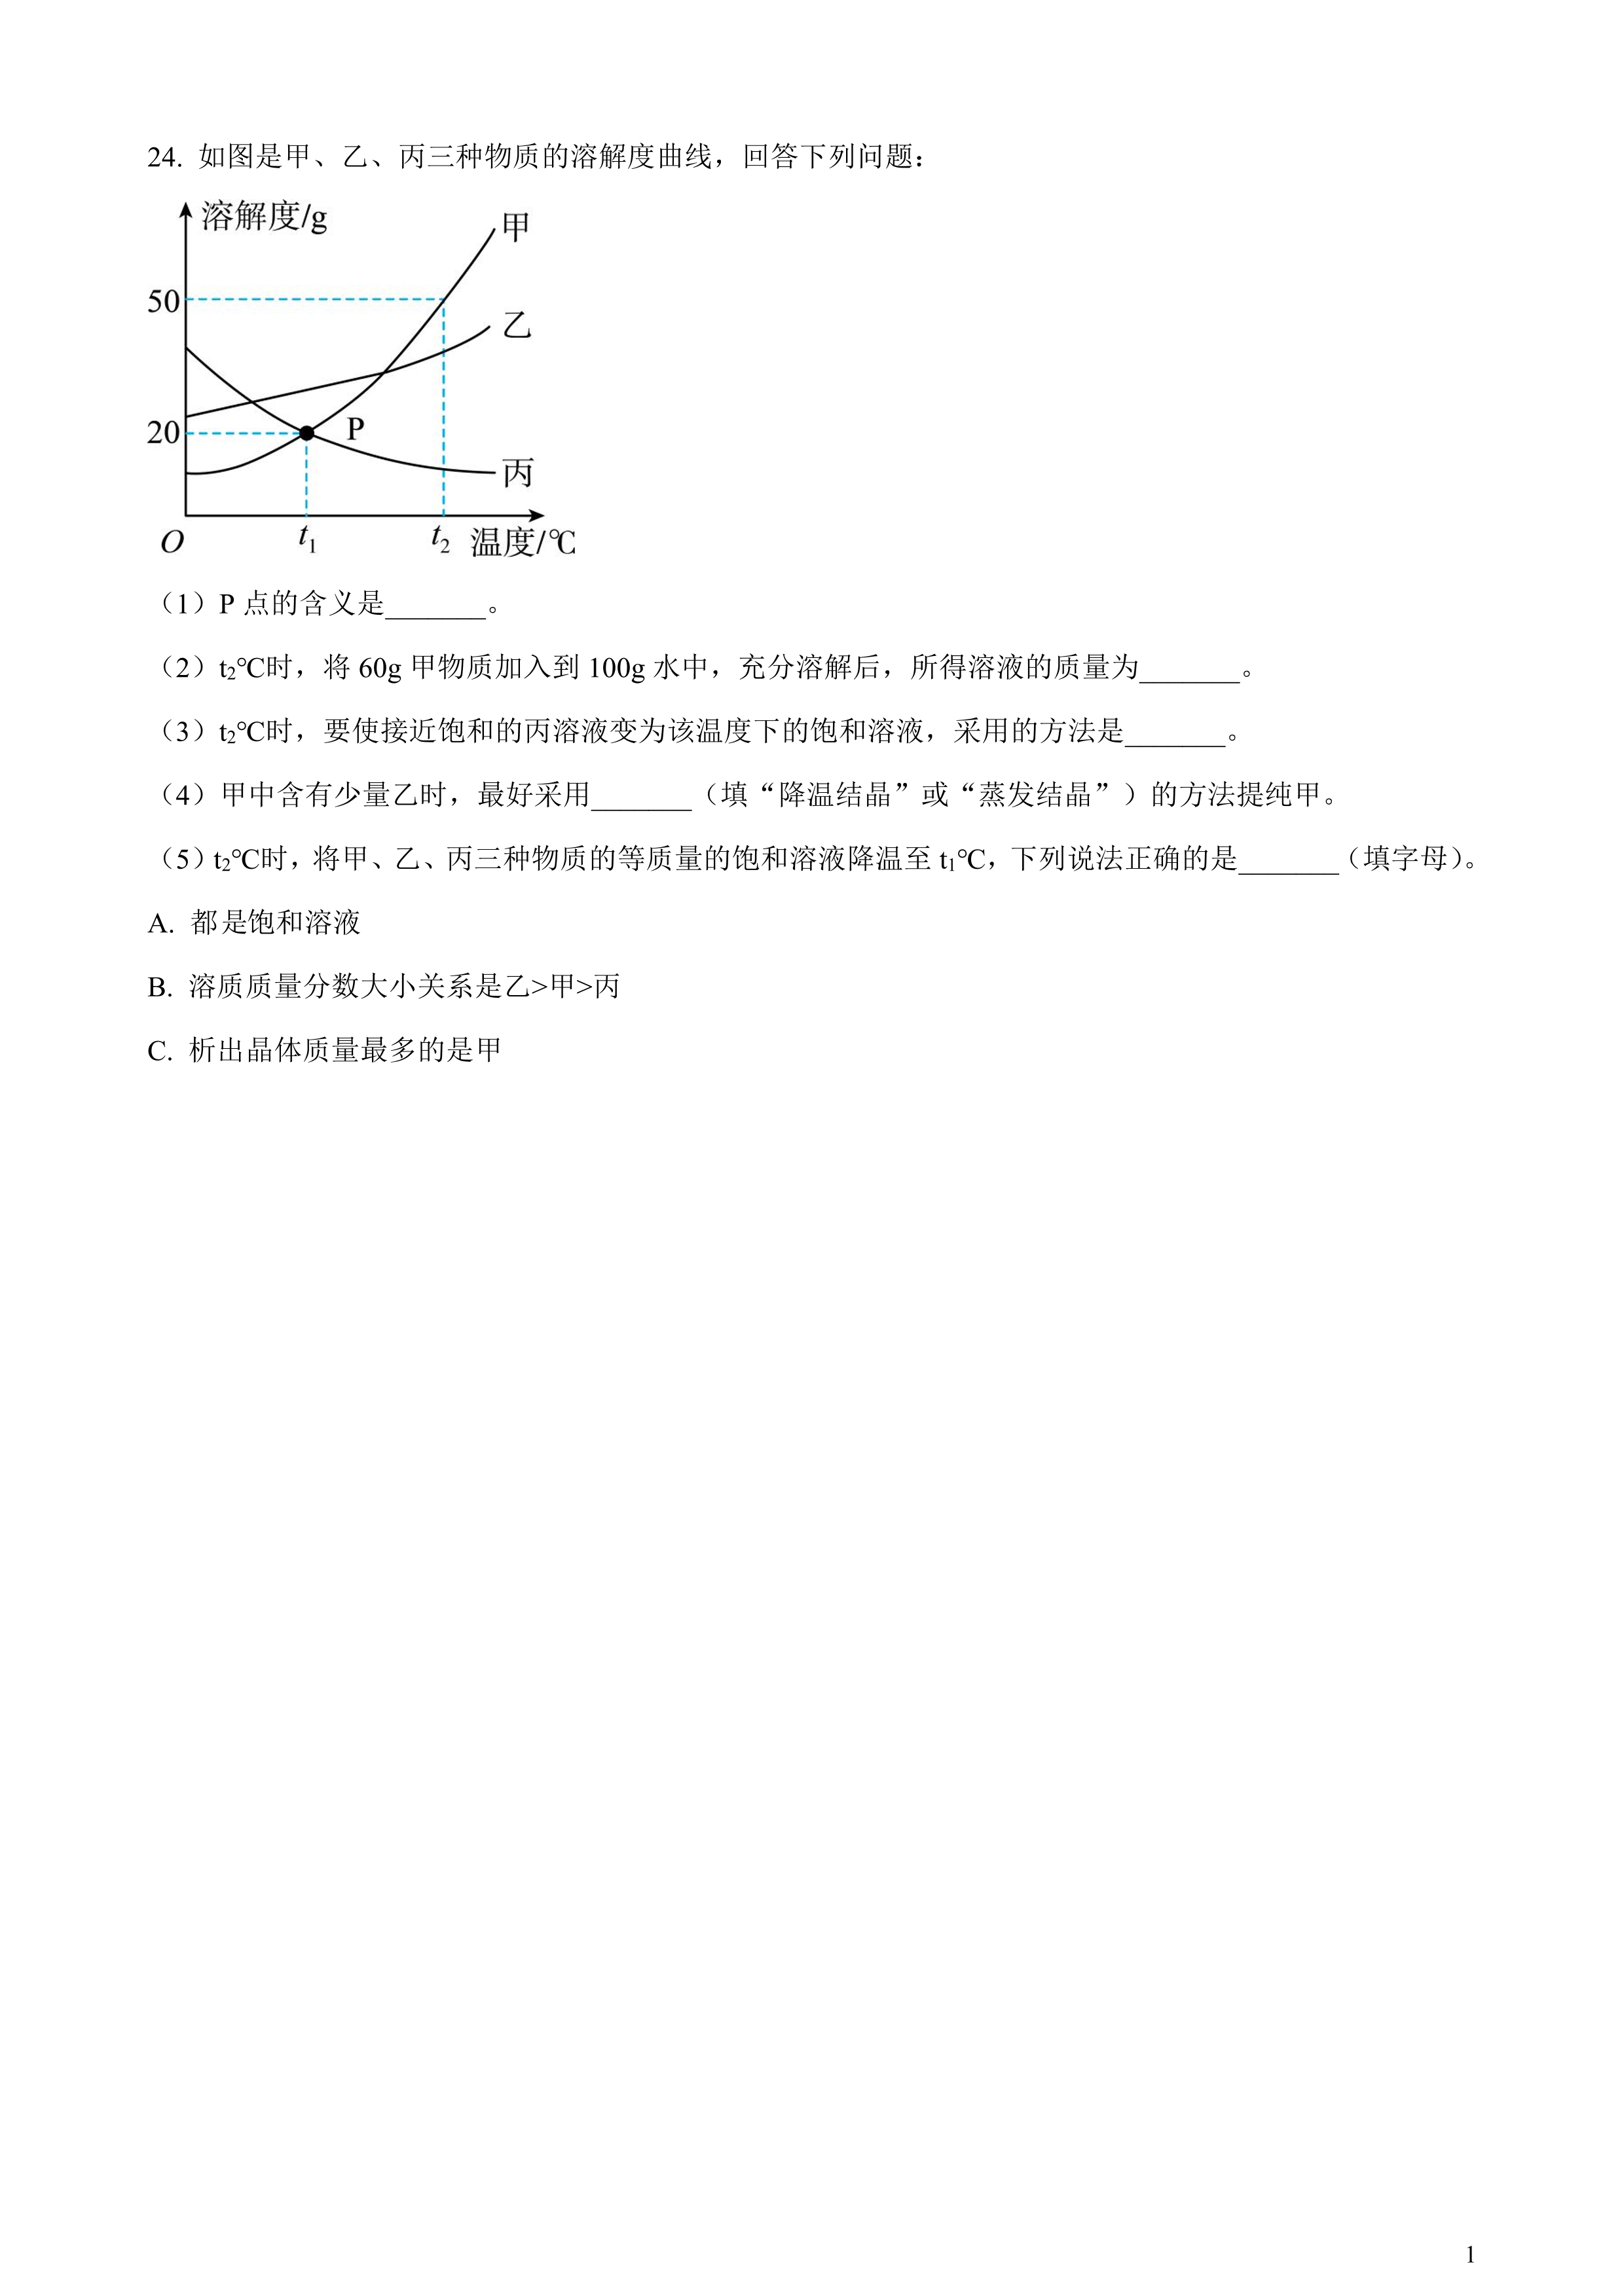 24. 如图是甲、乙、丙三种物质的溶解度曲线，回答下列问题：
溶解度/g
甲
50
乙
20
P
丙
O
t₁
t₂
温度/℃
（1）P 点的含义是_______。
（2）t₂℃时，将 60g 甲物质加入到 100g 水中，充分溶解后，所得溶液的质量为_______。
（3）t₂℃时，要使接近饱和的丙溶液变为该温度下的饱和溶液，采用的方法是_______。
（4）甲中含有少量乙时，最好采用_______（填“降温结晶”或“蒸发结晶”）的方法提纯甲。
（5）t₂℃时，将甲、乙、丙三种物质的等质量的饱和溶液降温至 t₁℃，下列说法正确的是_______（填字母）。
A. 都是饱和溶液
B. 溶质质量分数大小关系是乙>甲>丙
C. 析出晶体质量最多的是甲
1